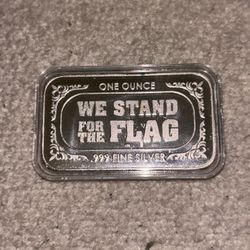 ONE OUNCE
WE STAND
FOR THE FLAG
.999 FINE SILVER